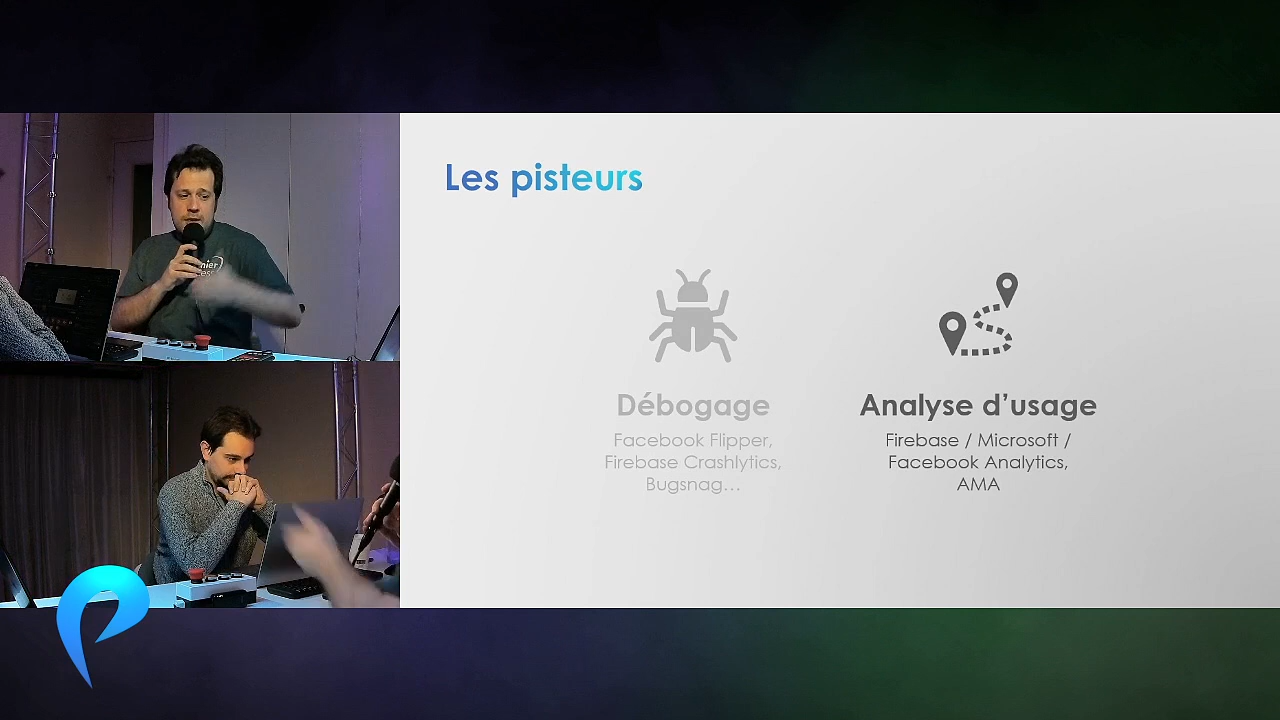 Les pisteurs
Débogage
Facebook Flipper,
Firebase Crashlytics,
Bugsnag…
Analyse d’usage
Firebase / Microsoft /
Facebook Analytics,
AMA